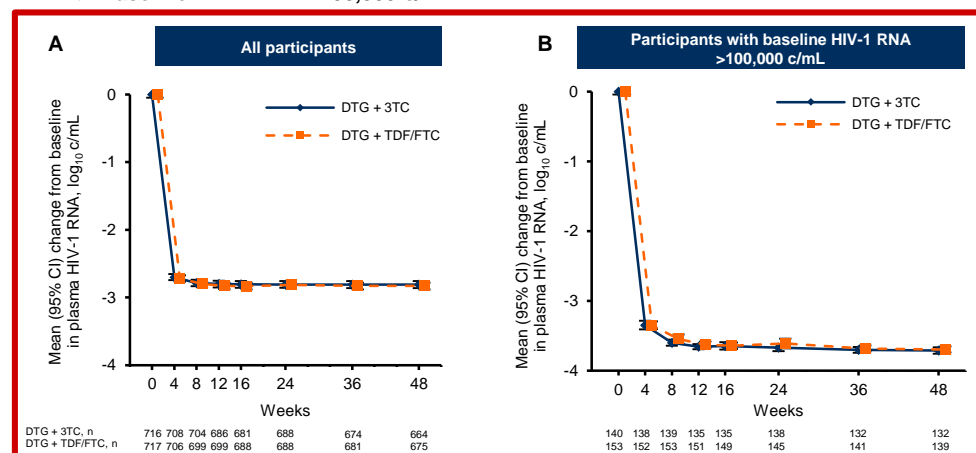 A
All participants
0
-1
-2
-3
-4
Mean (95% CI) change from baseline
in plasma HIV-1 RNA, log10 c/mL
DTG + 3TC
DTG + TDF/FTC
0 4 8 12 16 24 36 48
Weeks
DTG + 3TC, n 716 708 704 686 681 688 674 664
DTG + TDF/FTC, n 717 706 699 699 688 688 681 675
B
Participants with baseline HIV-1 RNA
>100,000 c/mL
0
-1
-2
-3
-4
Mean (95% CI) change from baseline
in plasma HIV-1 RNA, log10 c/mL
DTG + 3TC
DTG + TDF/FTC
0 4 8 12 16 24 36 48
Weeks
140 138 139 135 135 138 132 132
153 152 153 151 149 145 141 139